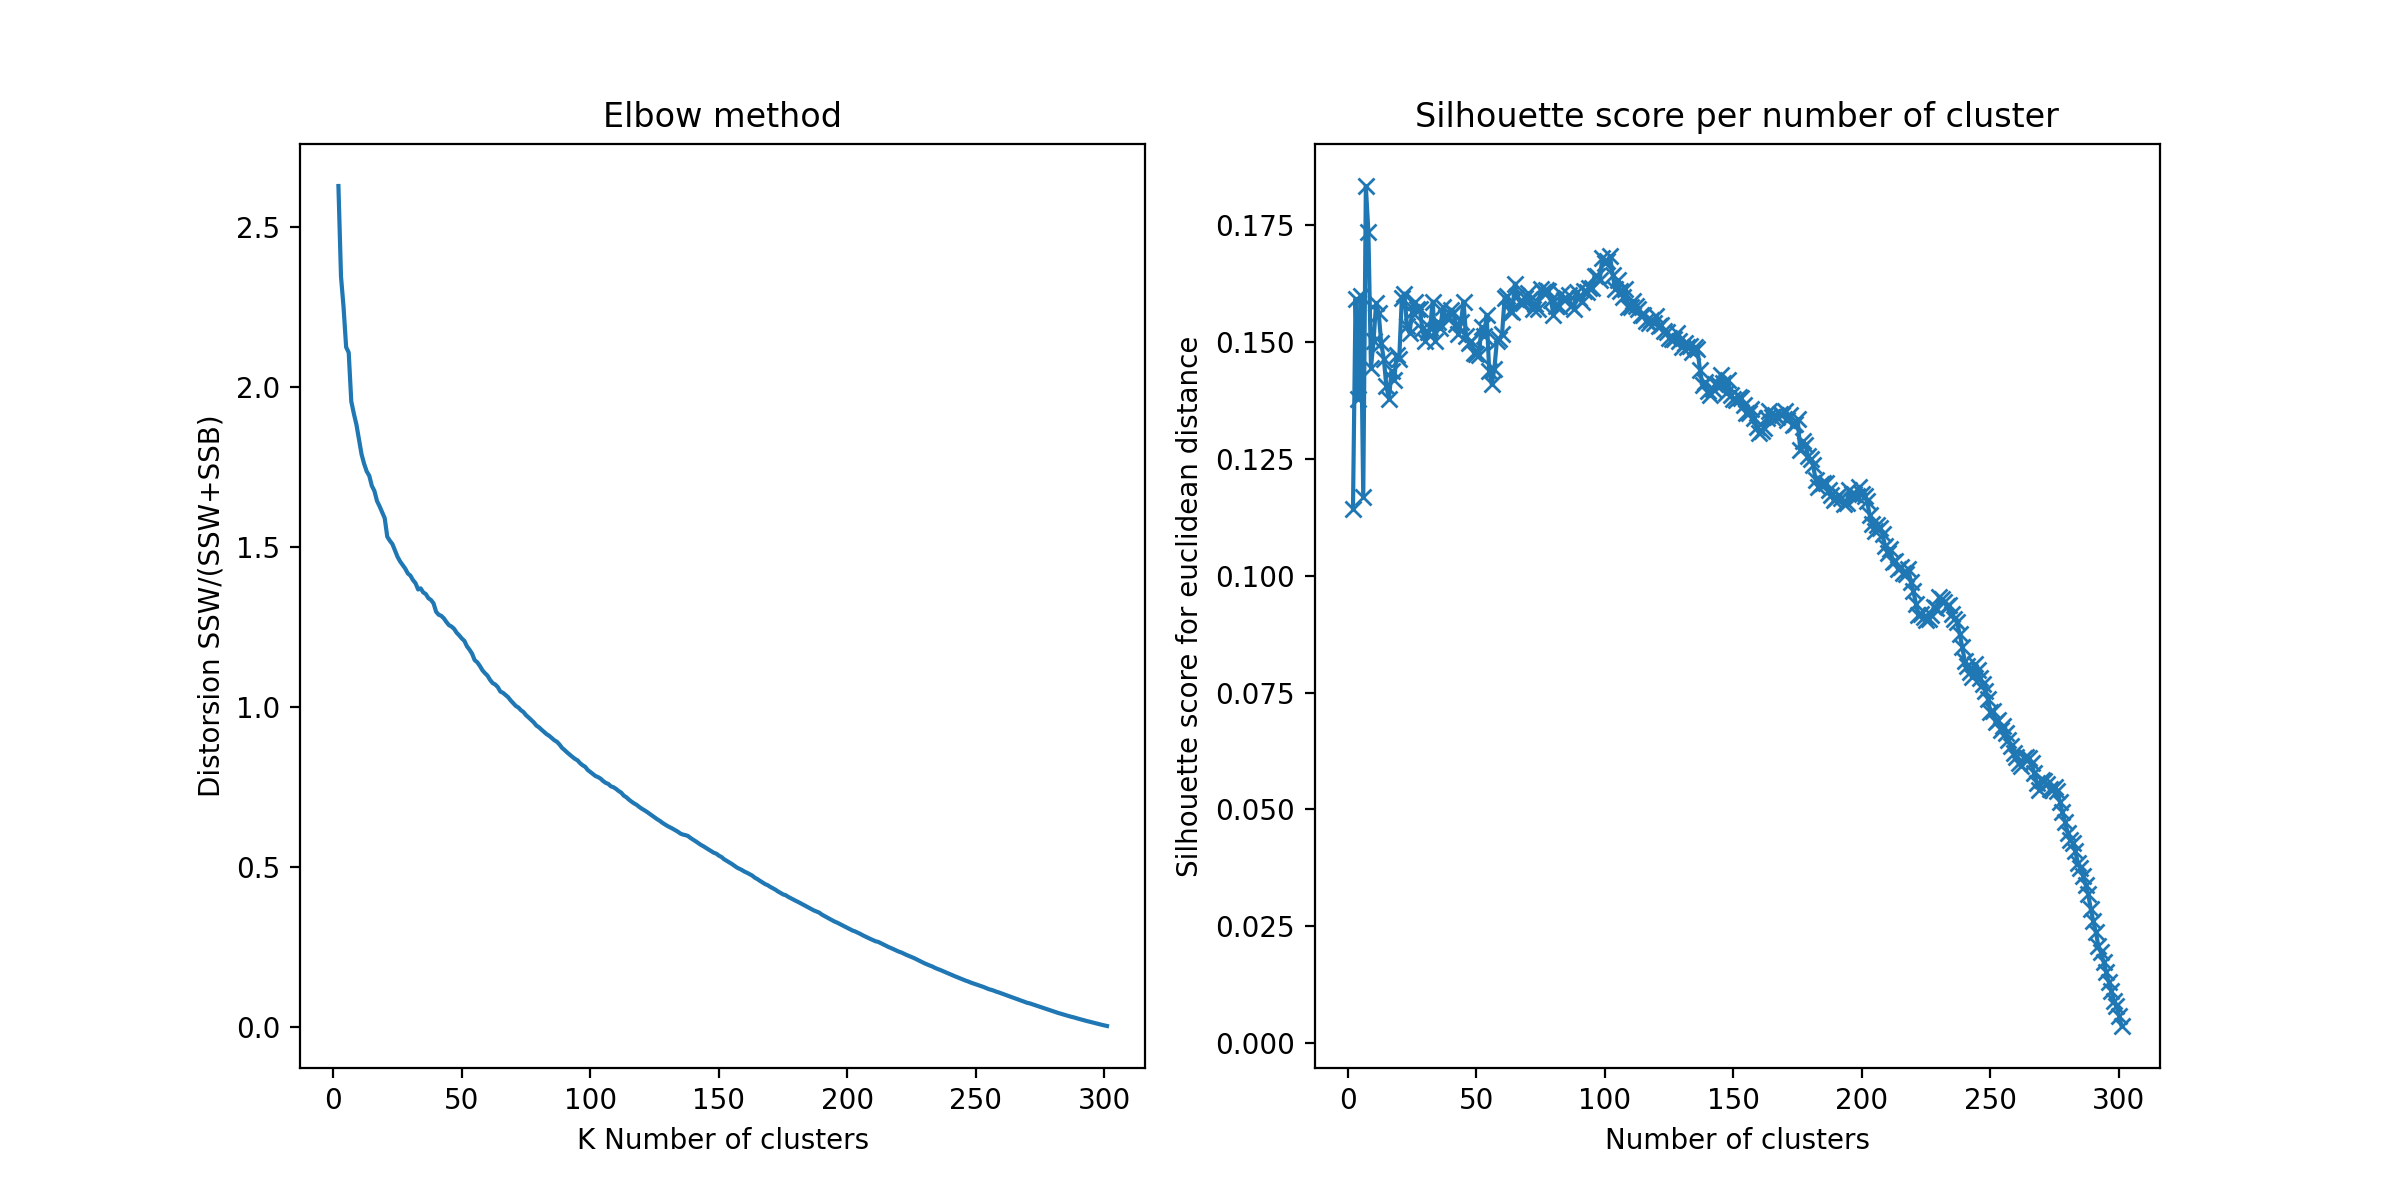 Elbow method
Distorsion SSW/(SSW+SSB)
2.5
2.0
1.5
1.0
0.5
0.0
0 50 100 150 200 250 300
K Number of clusters
Silhouette score per number of cluster
Silhouette score for euclidean distance
0.175
0.150
0.125
0.100
0.075
0.050
0.025
0.000
0 50 100 150 200 250 300
Number of clusters